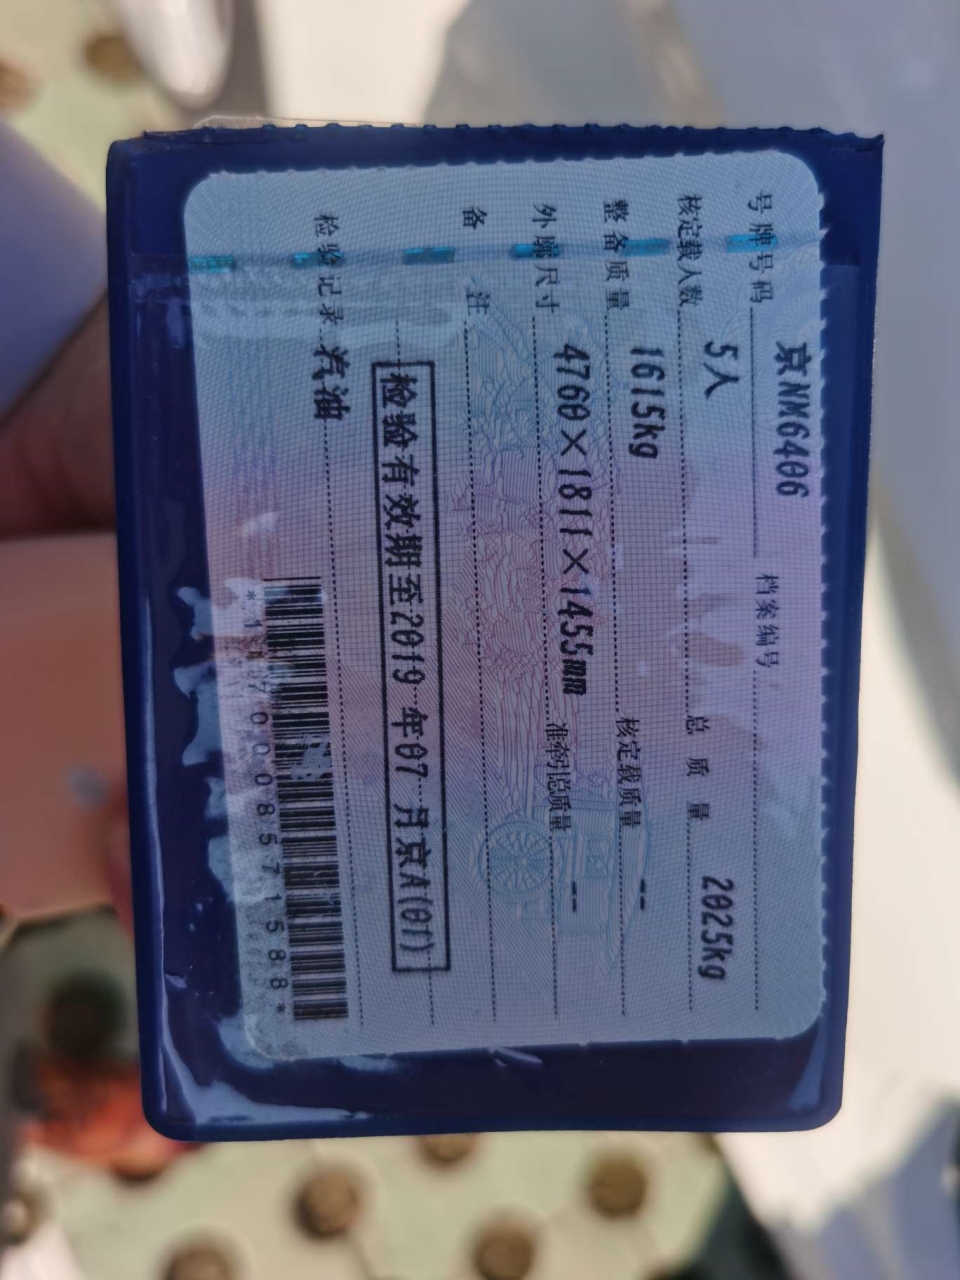 号牌号码 京NM6406 档案编号
核定载人数 5人 总质量 2025kg
整备质量 1615kg 核定载质量 --
外廓尺寸 4760×1811×1455mm 准牵引总质量 --
备注
检验有效期至2019年07月京A(01)
检验记录 汽油